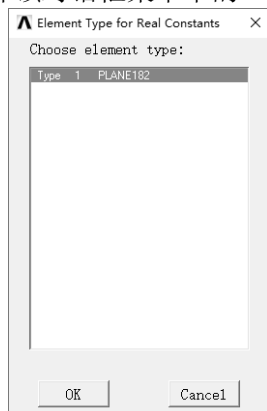 Element Type for Real Constants
Choose element type:
Type 1 PLANE182
OK Cancel